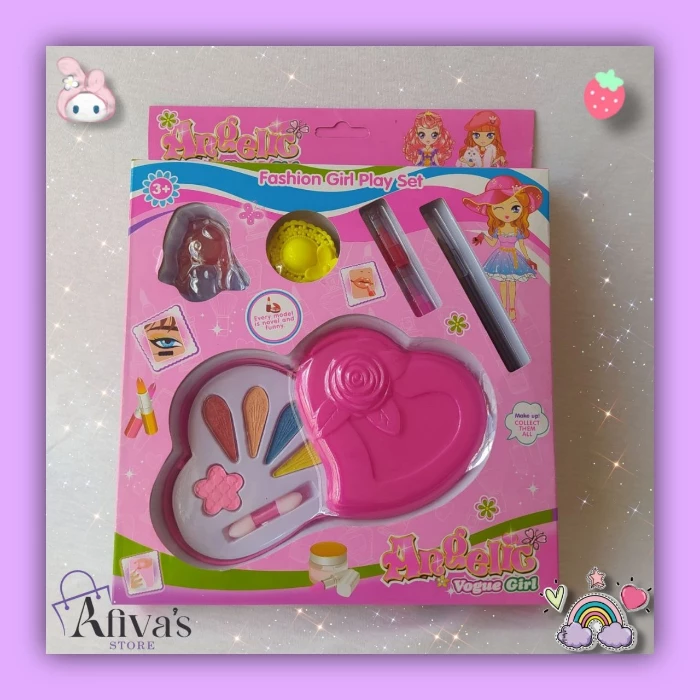 Angelic
Fashion Girl Play Set
3+
Every model
is novel and
funny.
Make up!
COLLECT
THEM
ALL
Angelic
Vogue Girl
Afiva's
STORE